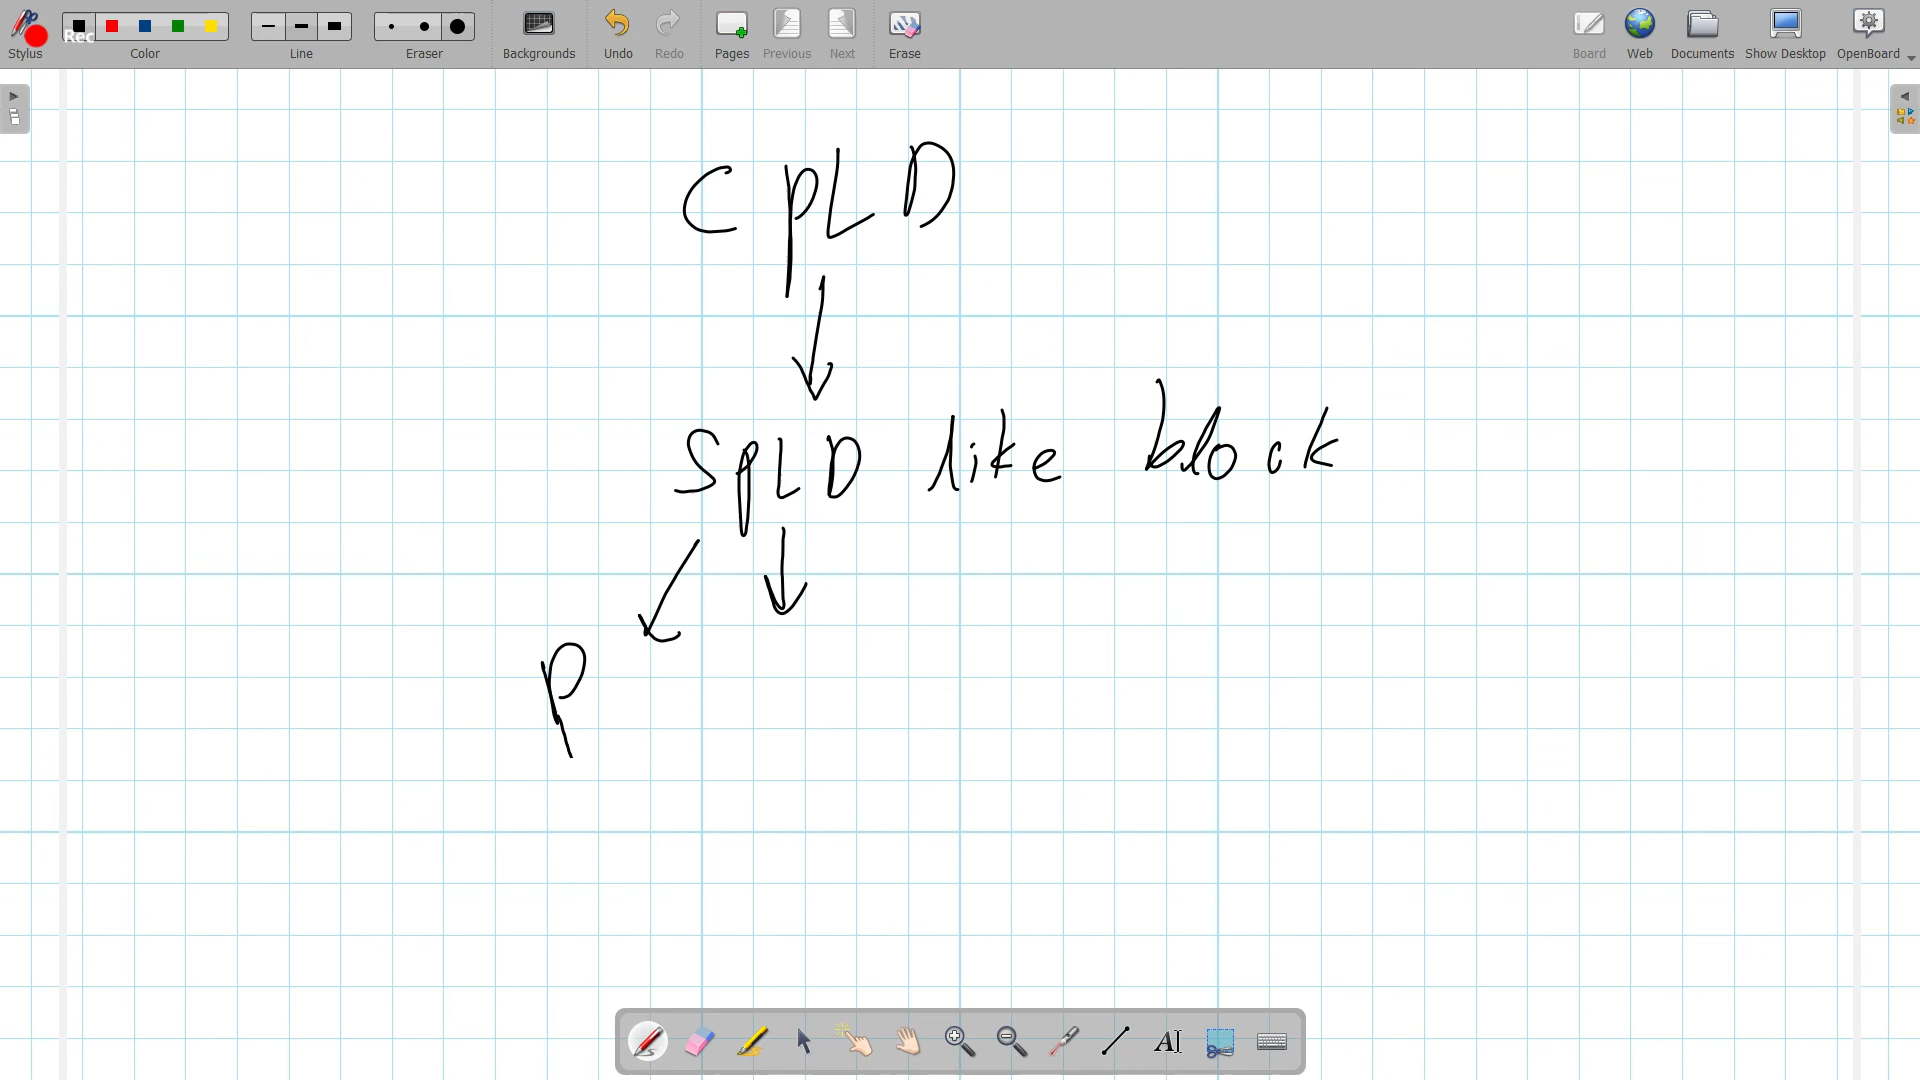 Rec
Stylus Color Line Eraser Backgrounds Undo Redo Pages Previous Next Erase Board Web Documents Show Desktop OpenBoard
CPLD
SPLD like block
P